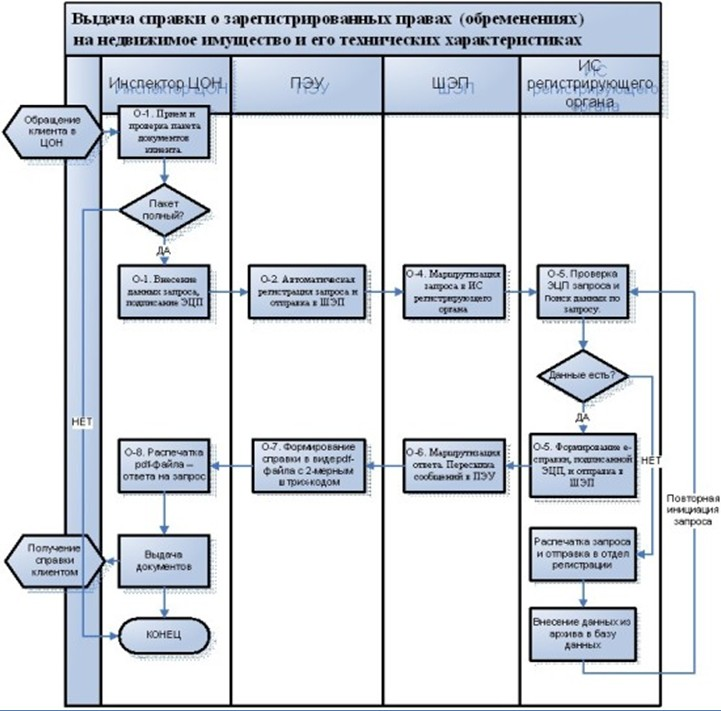 Выдача справки о зарегистрированных правах (обременениях)
на недвижимое имущество и его технических характеристиках
Инспектор ЦОН
ПЭУ
ШЭП
ИС
регистрирующего
органа
Обращение
клиента в
ЦОН
О-1. Прием и
проверка пакета
документов
клиента
Пакет
полный?
ДА
О-1. Внесение
данных запроса,
подписание ЭЦП
О-2. Автоматическая
регистрация запроса и
отправка в ШЭП
О-4. Маршрутизация
запроса в ИС
регистрирующего
органа
О-5. Проверка
ЭЦП запроса и
Поиск данных по
запросу.
Данные есть?
ДА
НЕТ
НЕТ
О-8. Распечатка
pdf-файла –
ответа на запрос
О-7. Формирование
справки в видеpdf-
файла с 2-мерным
штрих-кодом
О-6. Маршрутизация
ответа. Пересылка
сообщений в ПЭУ
О-5. Формирование е-
справки, подписанной
ЭЦП, и отправка в
ШЭП
Повторная
инициация
запроса
Получение
справки
клиентом
Выдача
документов
Распечатка запроса
и отправка в отдел
регистрации
КОНЕЦ
Внесение данных из
архива в базу
данных